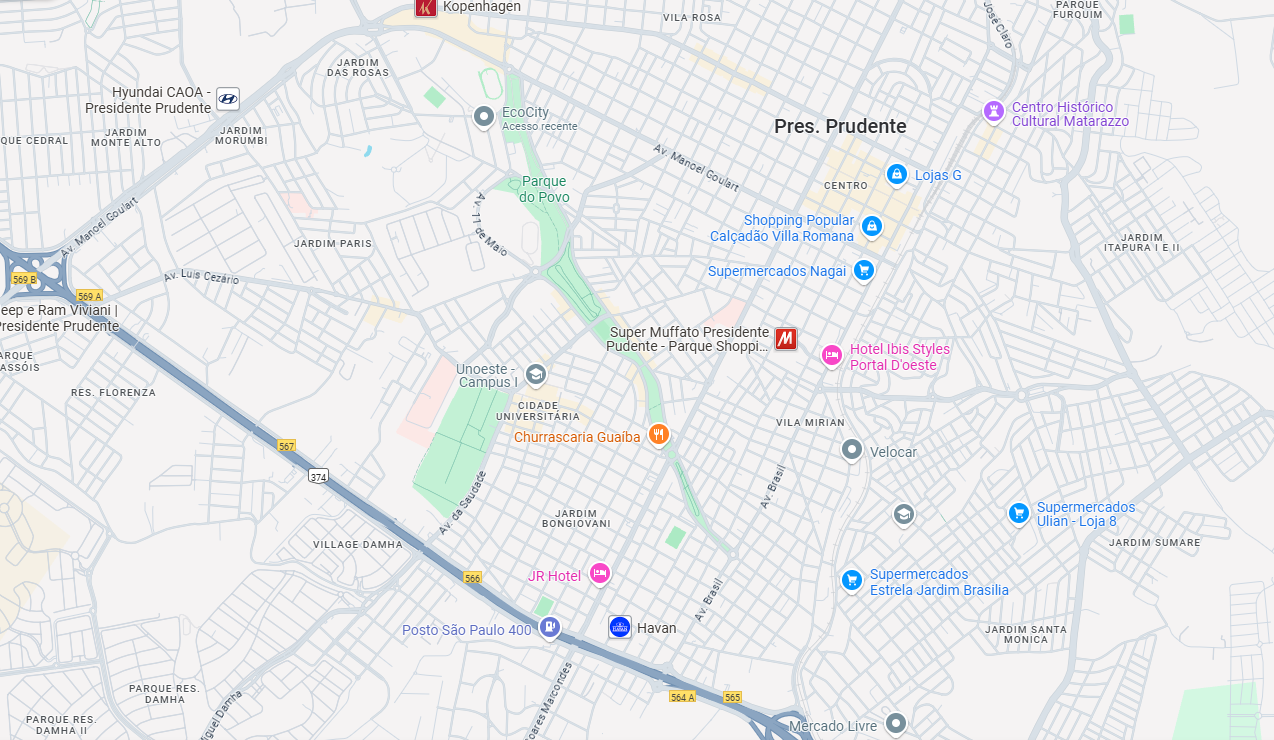 Kopenhagen
VILA ROSA
PARQUE
FURQUIM
José Claro
JARDIM
DAS ROSAS
Hyundai CAOA -
Presidente Prudente
EcoCity
Acesso recente
Centro Histórico
Cultural Matarazzo
Pres. Prudente
QUE CEDRAL
JARDIM
MONTE ALTO
JARDIM
MORUMBI
Av. Manoel Goulart
Lojas G
CENTRO
Parque
do Povo
Av. 11 de Maio
Av. Manoel Goulart
Shopping Popular
Calçadão Villa Romana
JARDIM PARIS
JARDIM
ITAPURA I E II
569 B
Av. Luis Cezário
Supermercados Nagai
569 A
eep e Ram Viviani |
Presidente Prudente
Super Muffato Presidente
Pudente - Parque Shoppi...
Hotel Ibis Styles
Portal D'oeste
ARQUE
ASSÓIS
Unoeste -
Campus I
RES. FLORENZA
CIDADE
UNIVERSITÁRIA
VILA MIRIAN
Churrascaria Guaíba
567
Velocar
374
Av. da Saudade
Av. Brasil
JARDIM
BONGIOVANI
Supermercados
Ulian - Loja 8
VILLAGE DAMHA
JARDIM SUMARE
566
JR Hotel
Av. Brasil
Supermercados
Estrela Jardim Brasilia
Posto São Paulo 400
Havan
JARDIM SANTA
MONICA
PARQUE RES.
DAMHA
564 A
565
oares Marcondes
iguel Damha
PARQUE RES.
DAMHA II
Mercado Livre